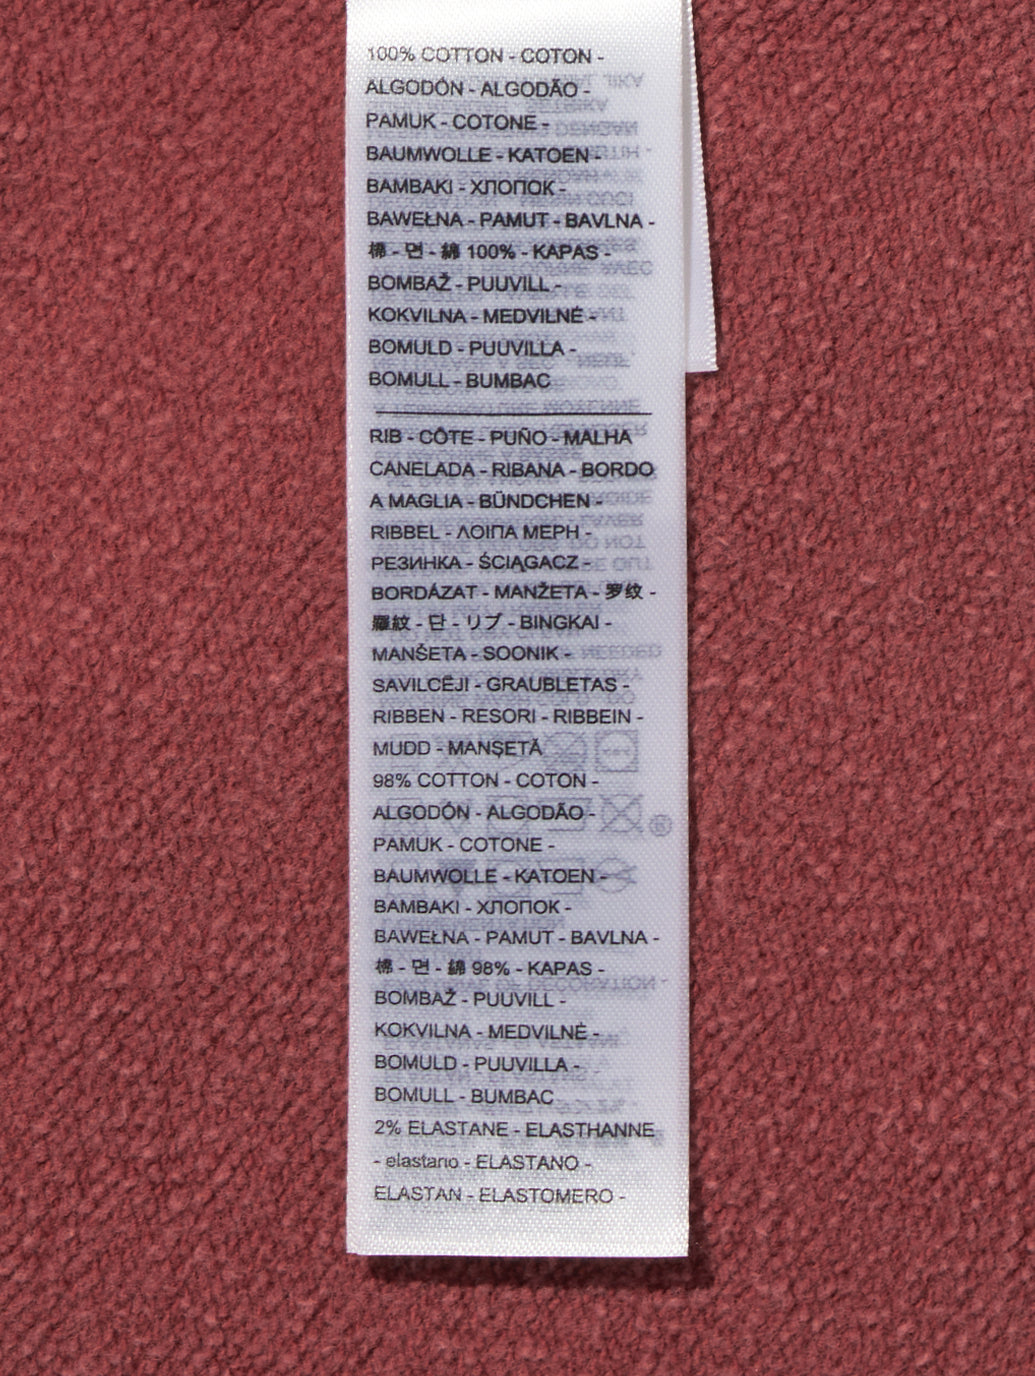 100% COTTON - COTON -
ALGODÓN - ALGODÃO -
PAMUK - COTONE -
BAUMWOLLE - KATOEN -
BAMBAKI - ХЛОПОК -
BAWEŁNA - PAMUT - BAVLNA -
棉 - 면 - 綿 100% - KAPAS -
BOMBAŽ - PUUVILL -
KOKVILNA - MEDVILNĖ -
BOMULD - PUUVILLA -
BOMULL - BUMBAC
RIB - CÔTE - PUÑO - MALHA
CANELADA - RIBANA - BORDO
A MAGLIA - BÜNDCHEN -
RIBBEL - ΛΟΙΠΑ ΜΕΡΗ -
РЕЗИНКА - ŚCIĄGACZ -
BORDÁZAT - MANŽETA - 罗纹 -
羅紋 - 단 - リブ - BINGKAI -
MANŠETA - SOONIK -
SAVILCĒJI - GRAUBLETAS -
RIBBEN - RESORI - RIBBEIN -
MUDD - MANȘETĂ
98% COTTON - COTON -
ALGODÓN - ALGODÃO -
PAMUK - COTONE -
BAUMWOLLE - KATOEN -
BAMBAKI - ХЛОПОК -
BAWEŁNA - PAMUT - BAVLNA -
棉 - 면 - 綿 98% - KAPAS -
BOMBAŽ - PUUVILL -
KOKVILNA - MEDVILNĖ -
BOMULD - PUUVILLA -
BOMULL - BUMBAC
2% ELASTANE - ELASTHANNE
- elastano - ELASTANO -
ELASTAN - ELASTOMERO -